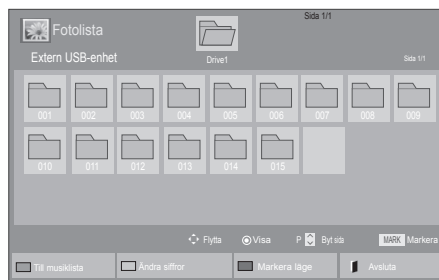 Sida 1/1
Fotolista
Extern USB-enhet
Drive1
Sida 1/1
001 002 003 004 005 006 007 008 009
010 011 012 013 014 015
Flytta Visa P Byt sida MARK Markera
Till musiklista Ändra siffror Markera läge Avsluta